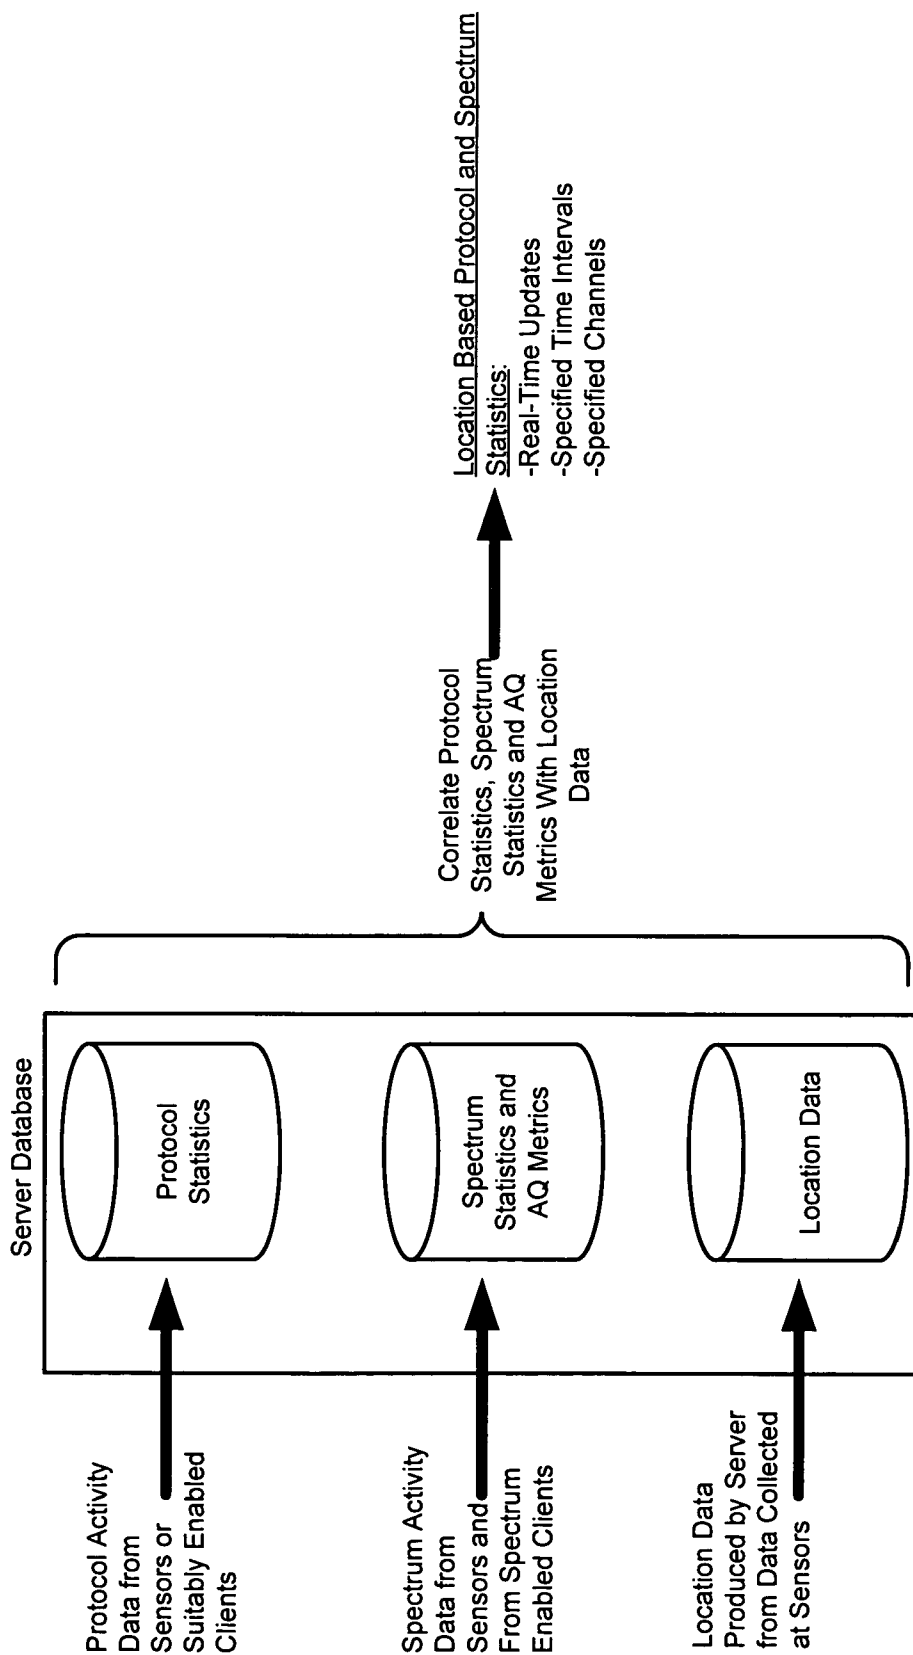 Server Database
Protocol Activity
Data from
Sensors or
Suitably Enabled
Clients
Protocol
Statistics
Spectrum Activity
Data from
Sensors and
From Spectrum
Enabled Clients
Spectrum
Statistics and
AQ Metrics
Location Data
Produced by Server
from Data Collected
at Sensors
Location Data
Correlate Protocol
Statistics, Spectrum
Statistics and AQ
Metrics With Location
Data
Location Based Protocol and Spectrum
Statistics:
-Real-Time Updates
-Specified Time Intervals
-Specified Channels